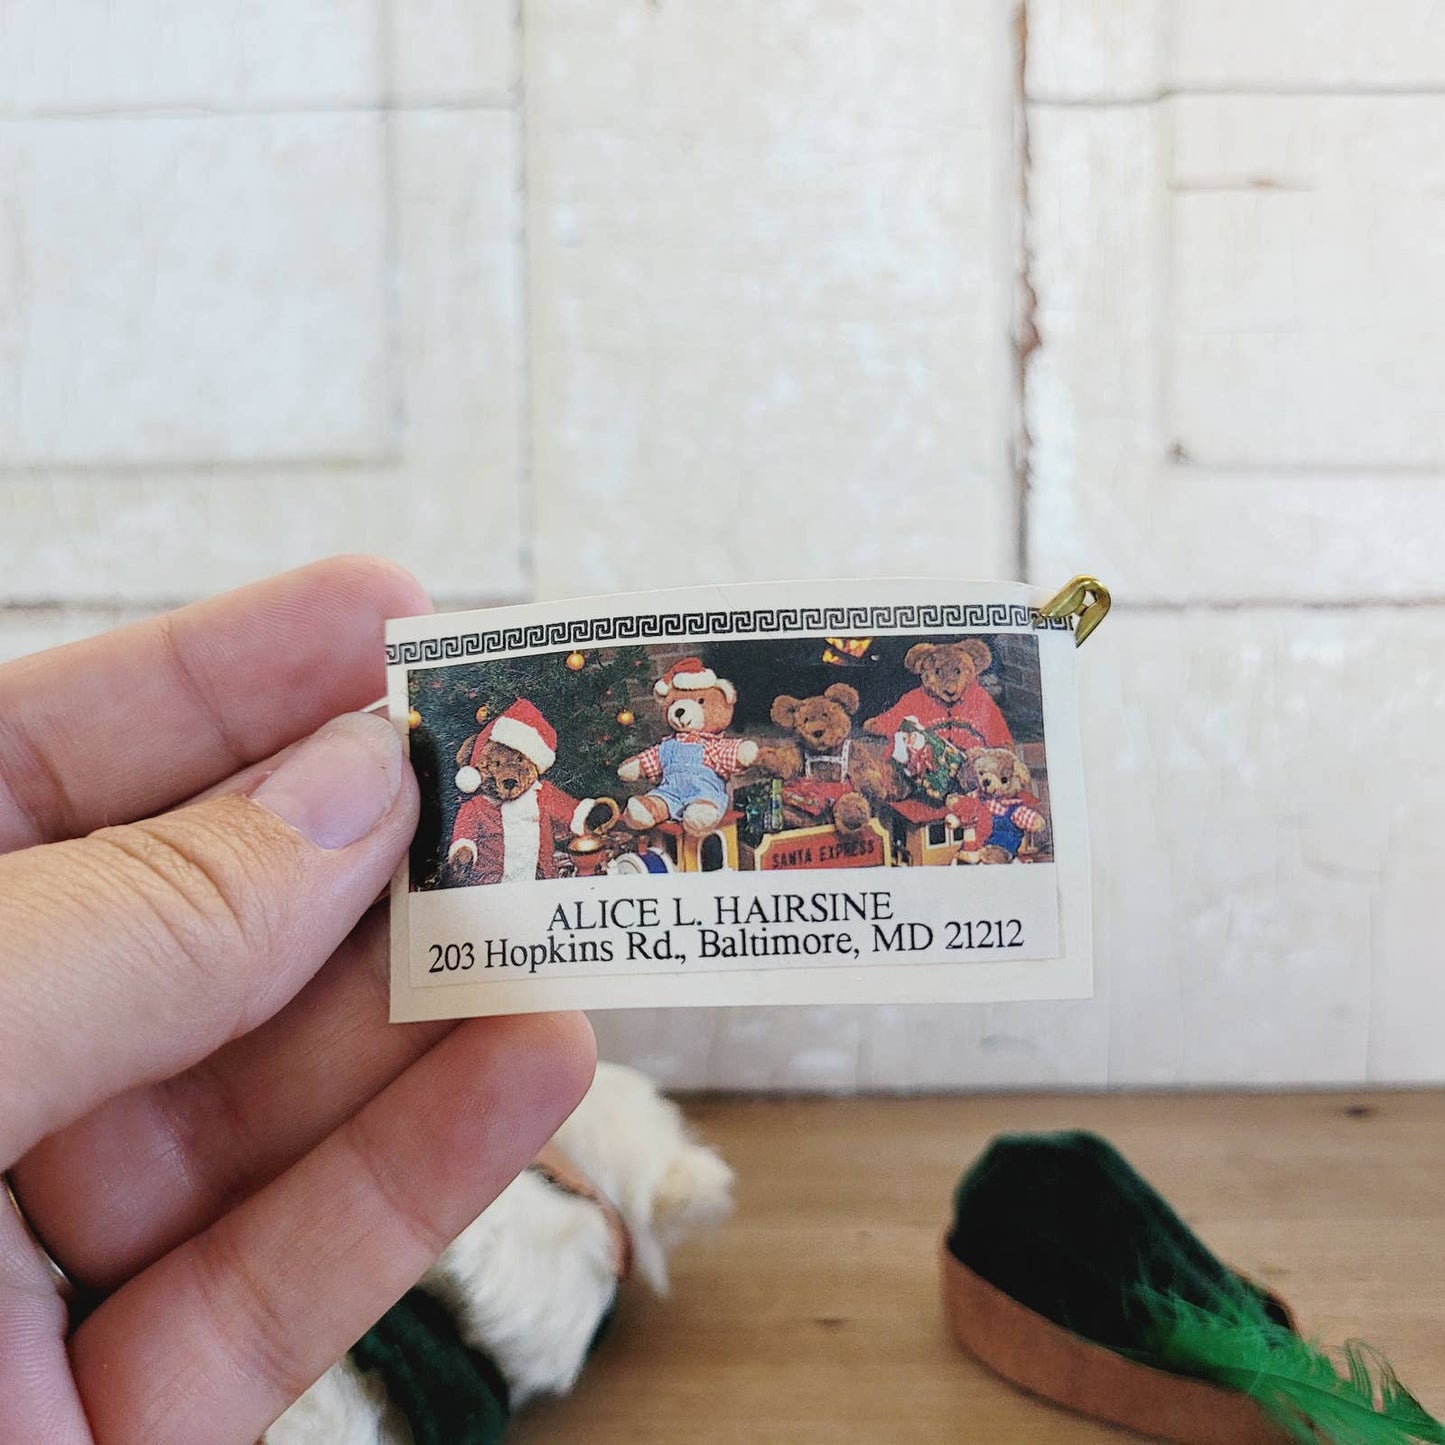 SANTA EXPRESS
ALICE L. HAIRSINE
203 Hopkins Rd., Baltimore, MD 21212